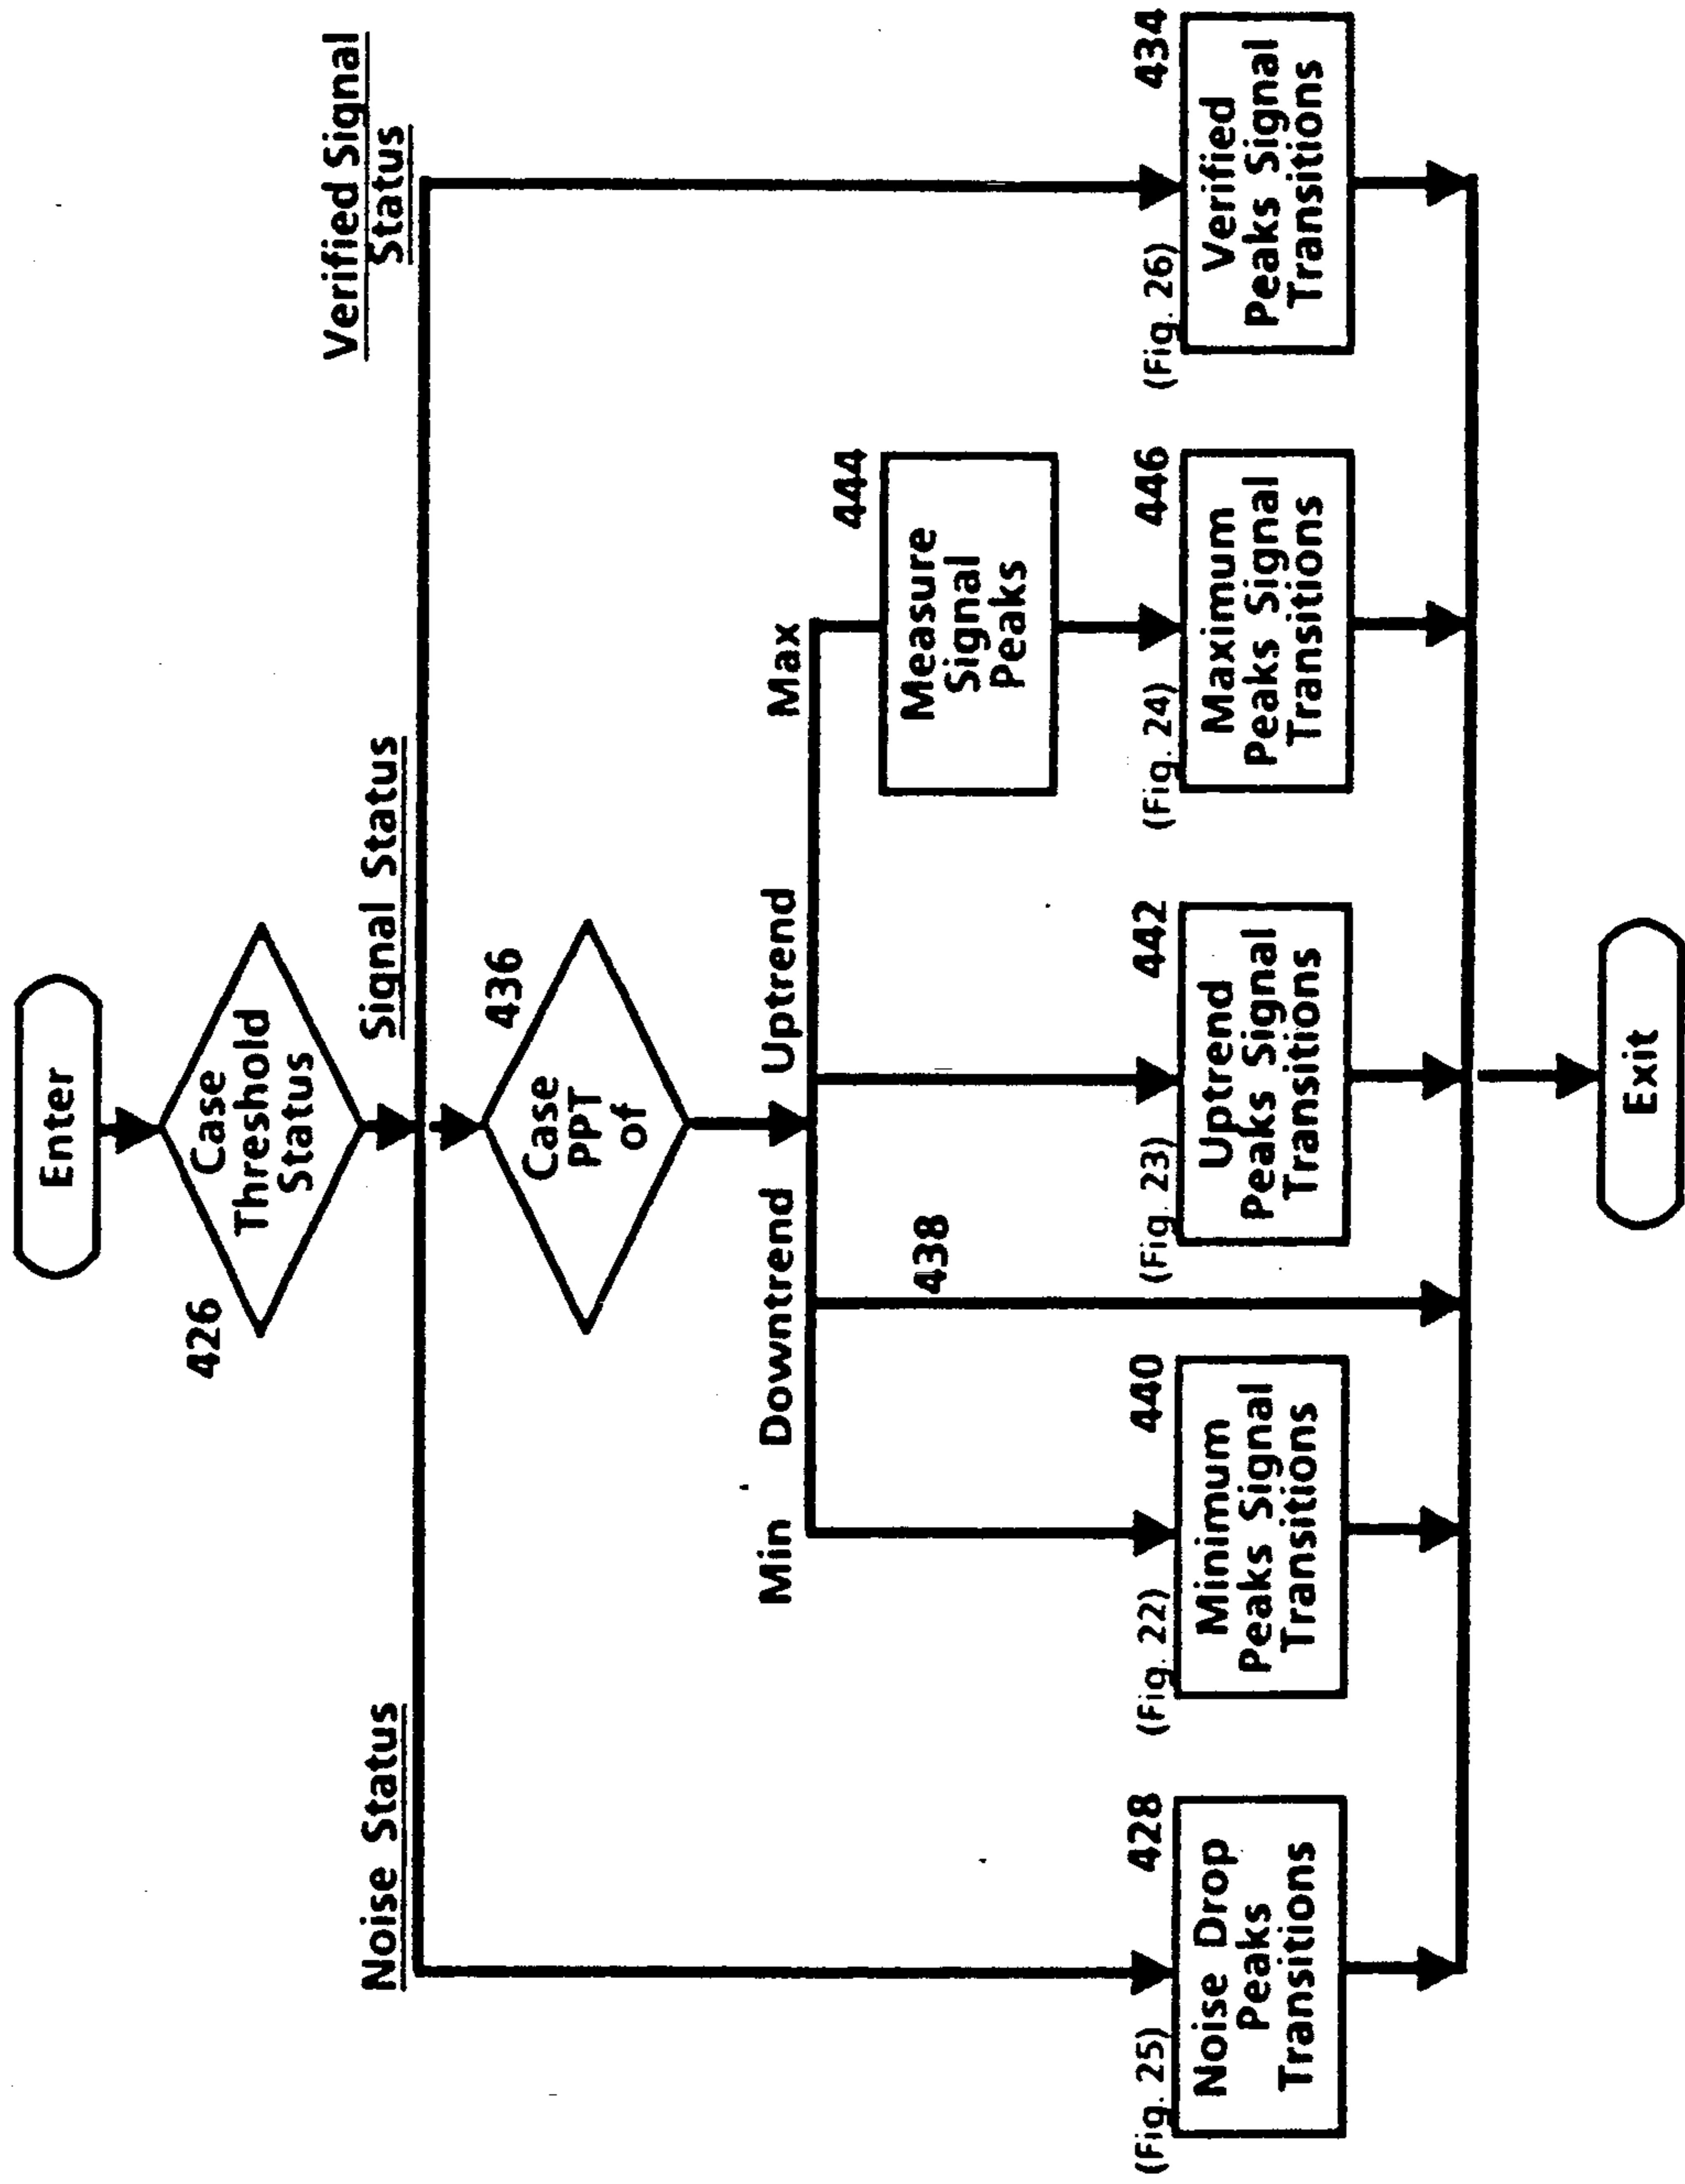 Enter
426
Case
Threshold
Status
Noise Status
Signal Status
Verified Signal
Status
436
Case
PPT
of
Min
Downtrend
Uptrend
Max
438
444
Measure
Signal
Peaks
(Fig. 25)
428
Noise Drop
Peaks
Transitions
(Fig. 22)
440
Minimum
Peaks Signal
Transitions
(Fig. 23)
442
Uptrend
Peaks Signal
Transitions
(Fig. 24)
446
Maximum
Peaks Signal
Transitions
(Fig. 26)
434
Verified
Peaks Signal
Transitions
Exit